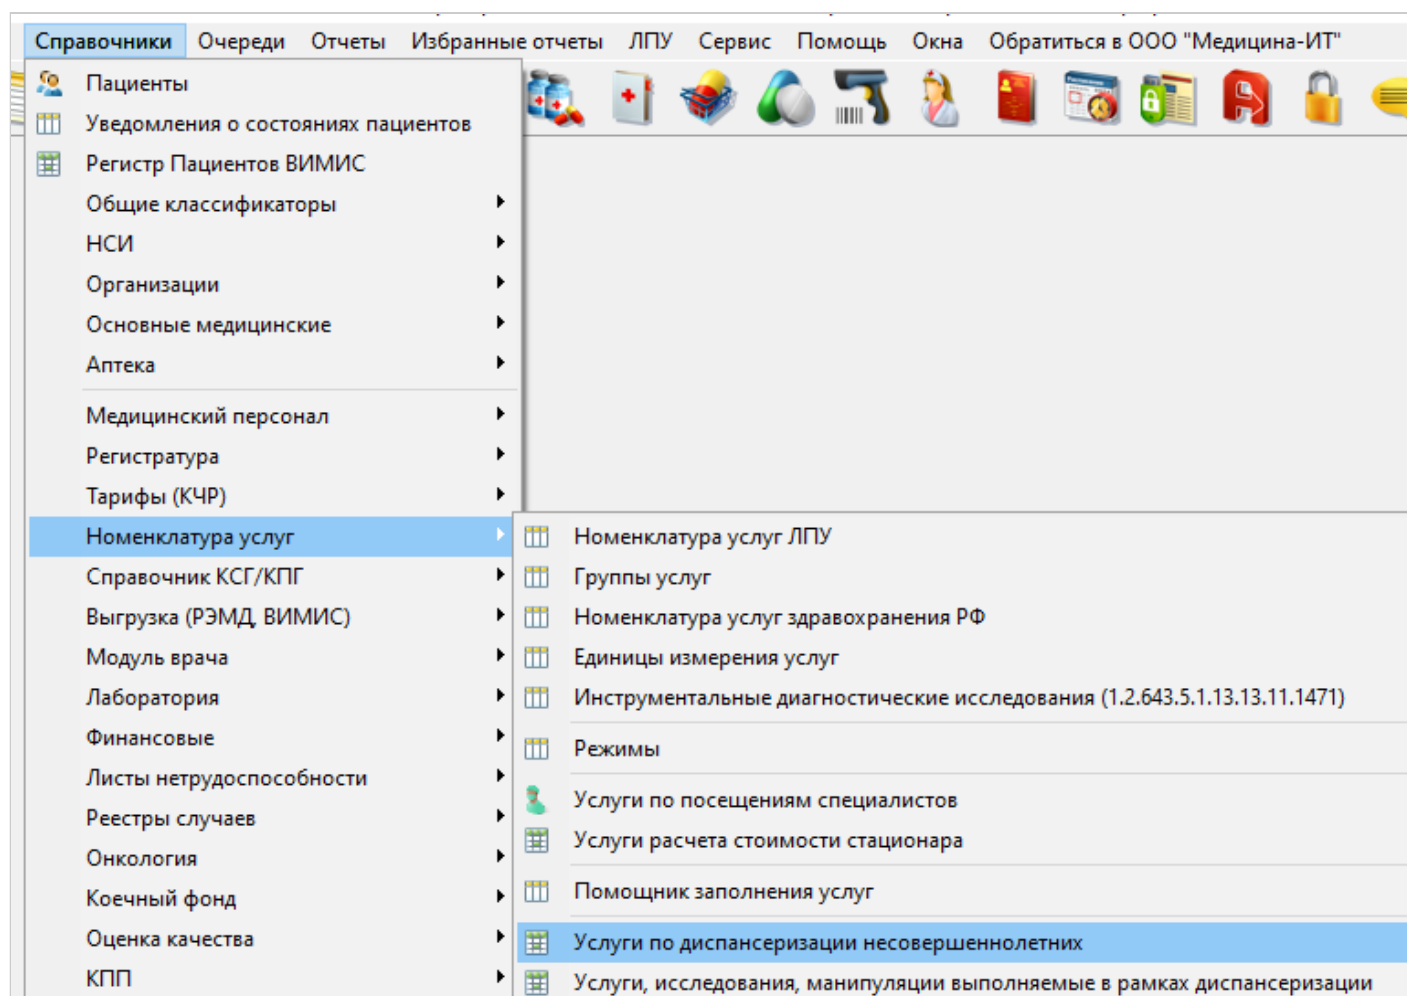 Справочники Очереди Отчеты Избранные отчеты ЛПУ Сервис Помощь Окна Обратиться в ООО "Медицина-ИТ"
Пациенты
Уведомления о состояниях пациентов
Регистр Пациентов ВИМИС
Общие классификаторы
НСИ
Организации
Основные медицинские
Аптека
Медицинский персонал
Регистратура
Тарифы (КЧР)
Номенклатура услуг
Справочник КСГ/КПГ
Выгрузка (РЭМД, ВИМИС)
Модуль врача
Лаборатория
Финансовые
Листы нетрудоспособности
Реестры случаев
Онкология
Коечный фонд
Оценка качества
КПП
Номенклатура услуг ЛПУ
Группы услуг
Номенклатура услуг здравохранения РФ
Единицы измерения услуг
Инструментальные диагностические исследования (1.2.643.5.1.13.13.11.1471)
Режимы
Услуги по посещениям специалистов
Услуги расчета стоимости стационара
Помощник заполнения услуг
Услуги по диспансеризации несовершеннолетних
Услуги, исследования, манипуляции выполняемые в рамках диспансеризации